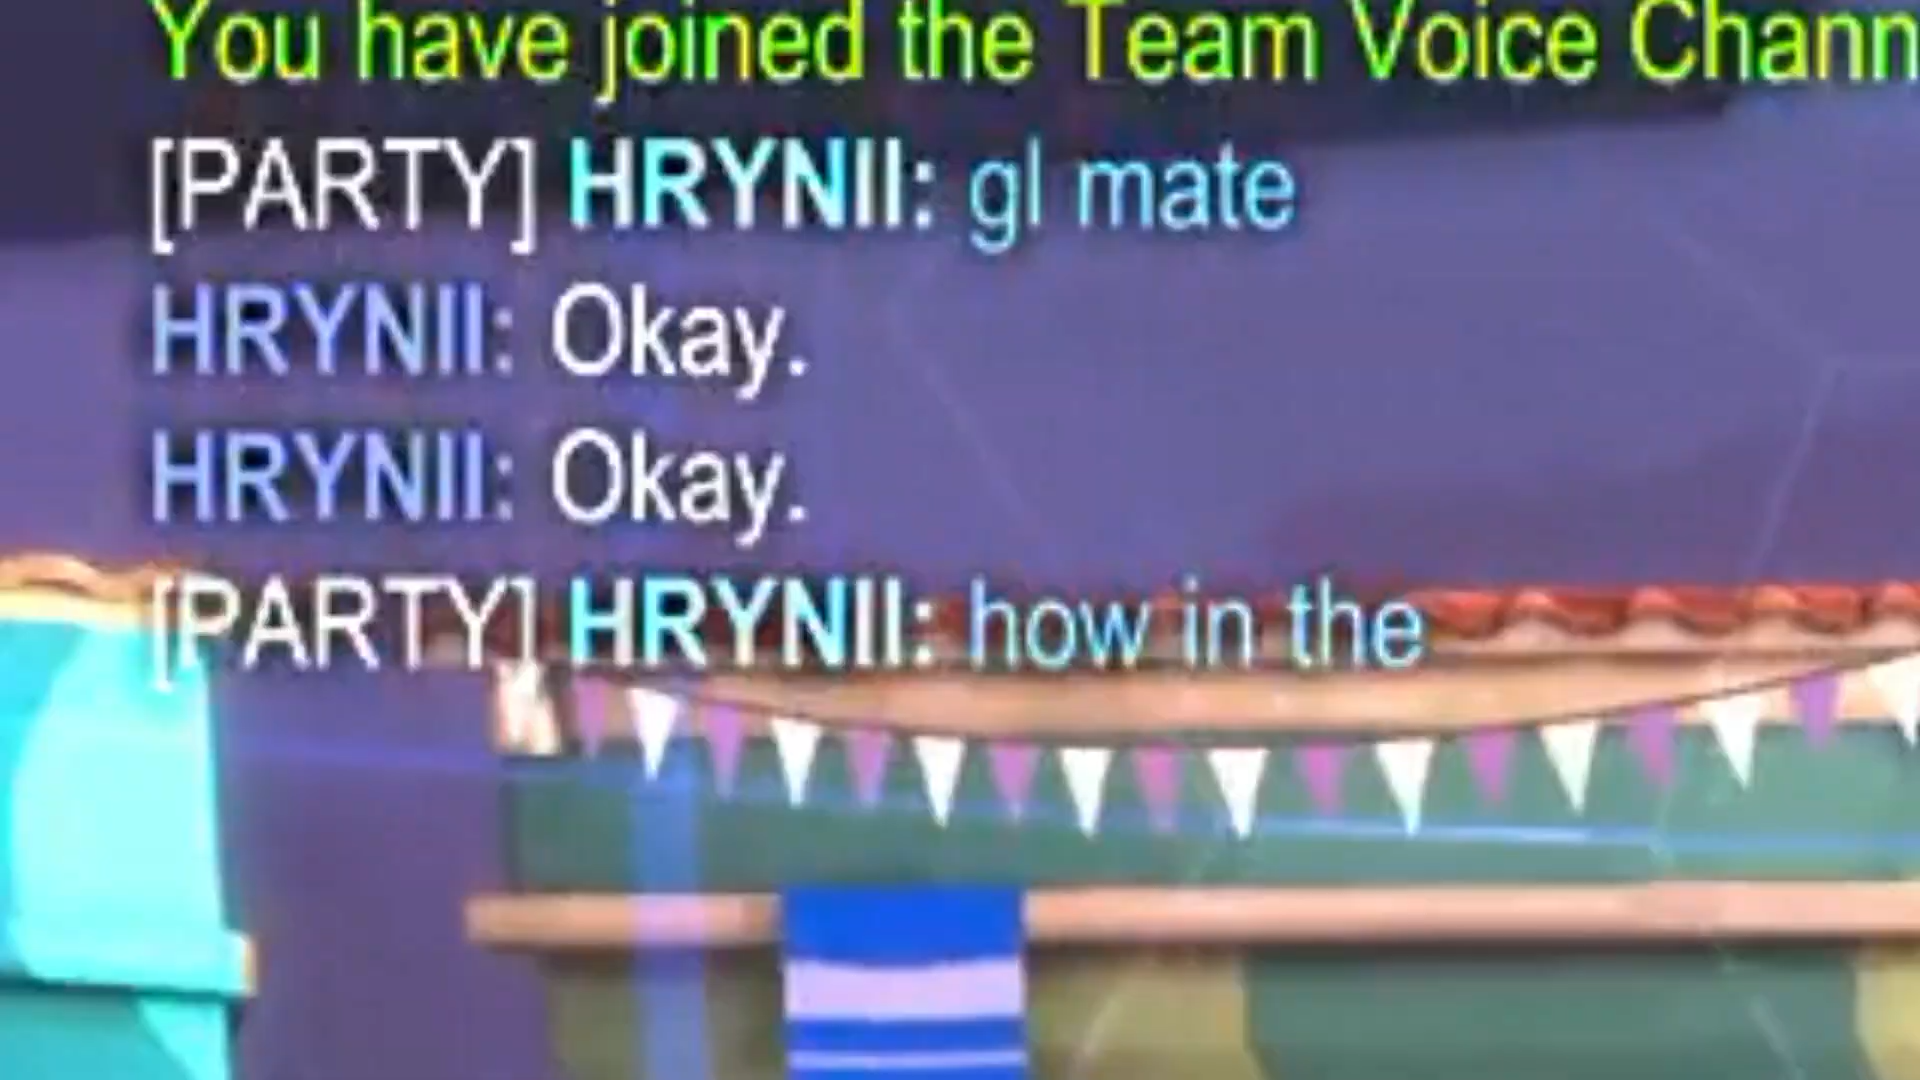 You have joined the Team Voice Chann
[PARTY] HRYNII: gl mate
HRYNII: Okay.
HRYNII: Okay.
[PARTY] HRYNII: how in the